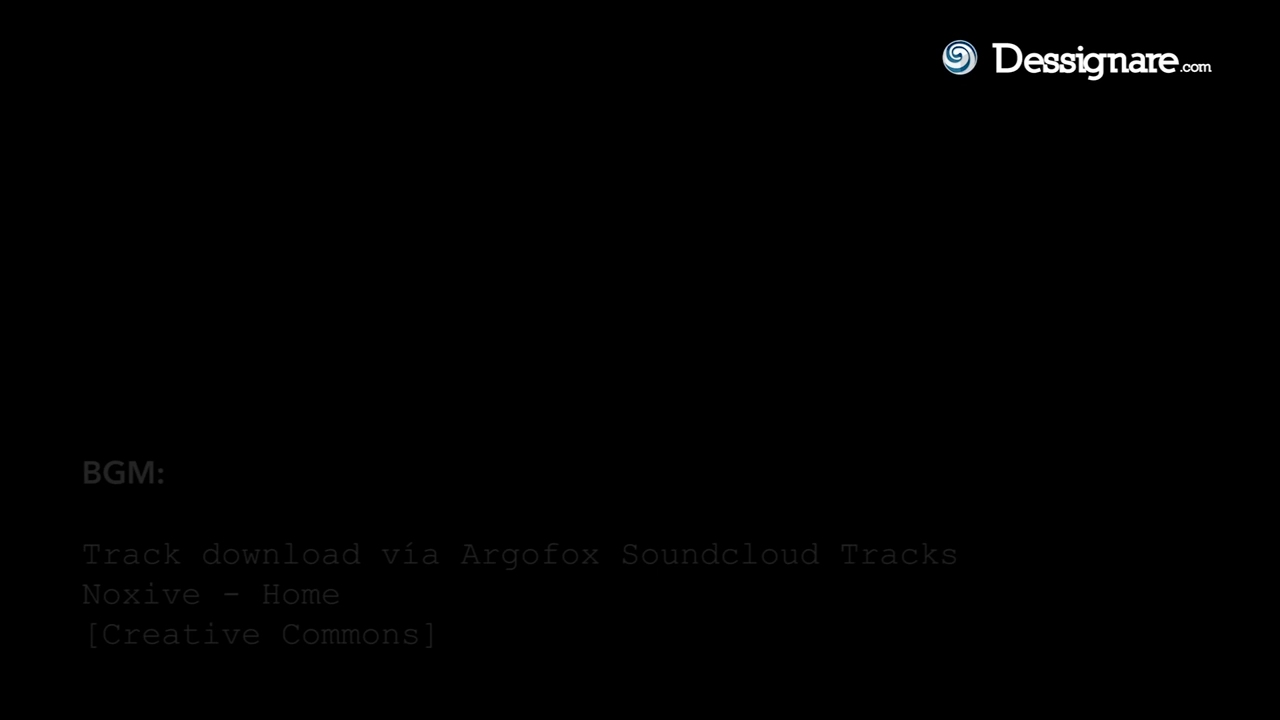 Dessignare.com
BGM:
Track download vía Argofox Soundcloud Tracks
Noxive - Home
[Creative Commons]